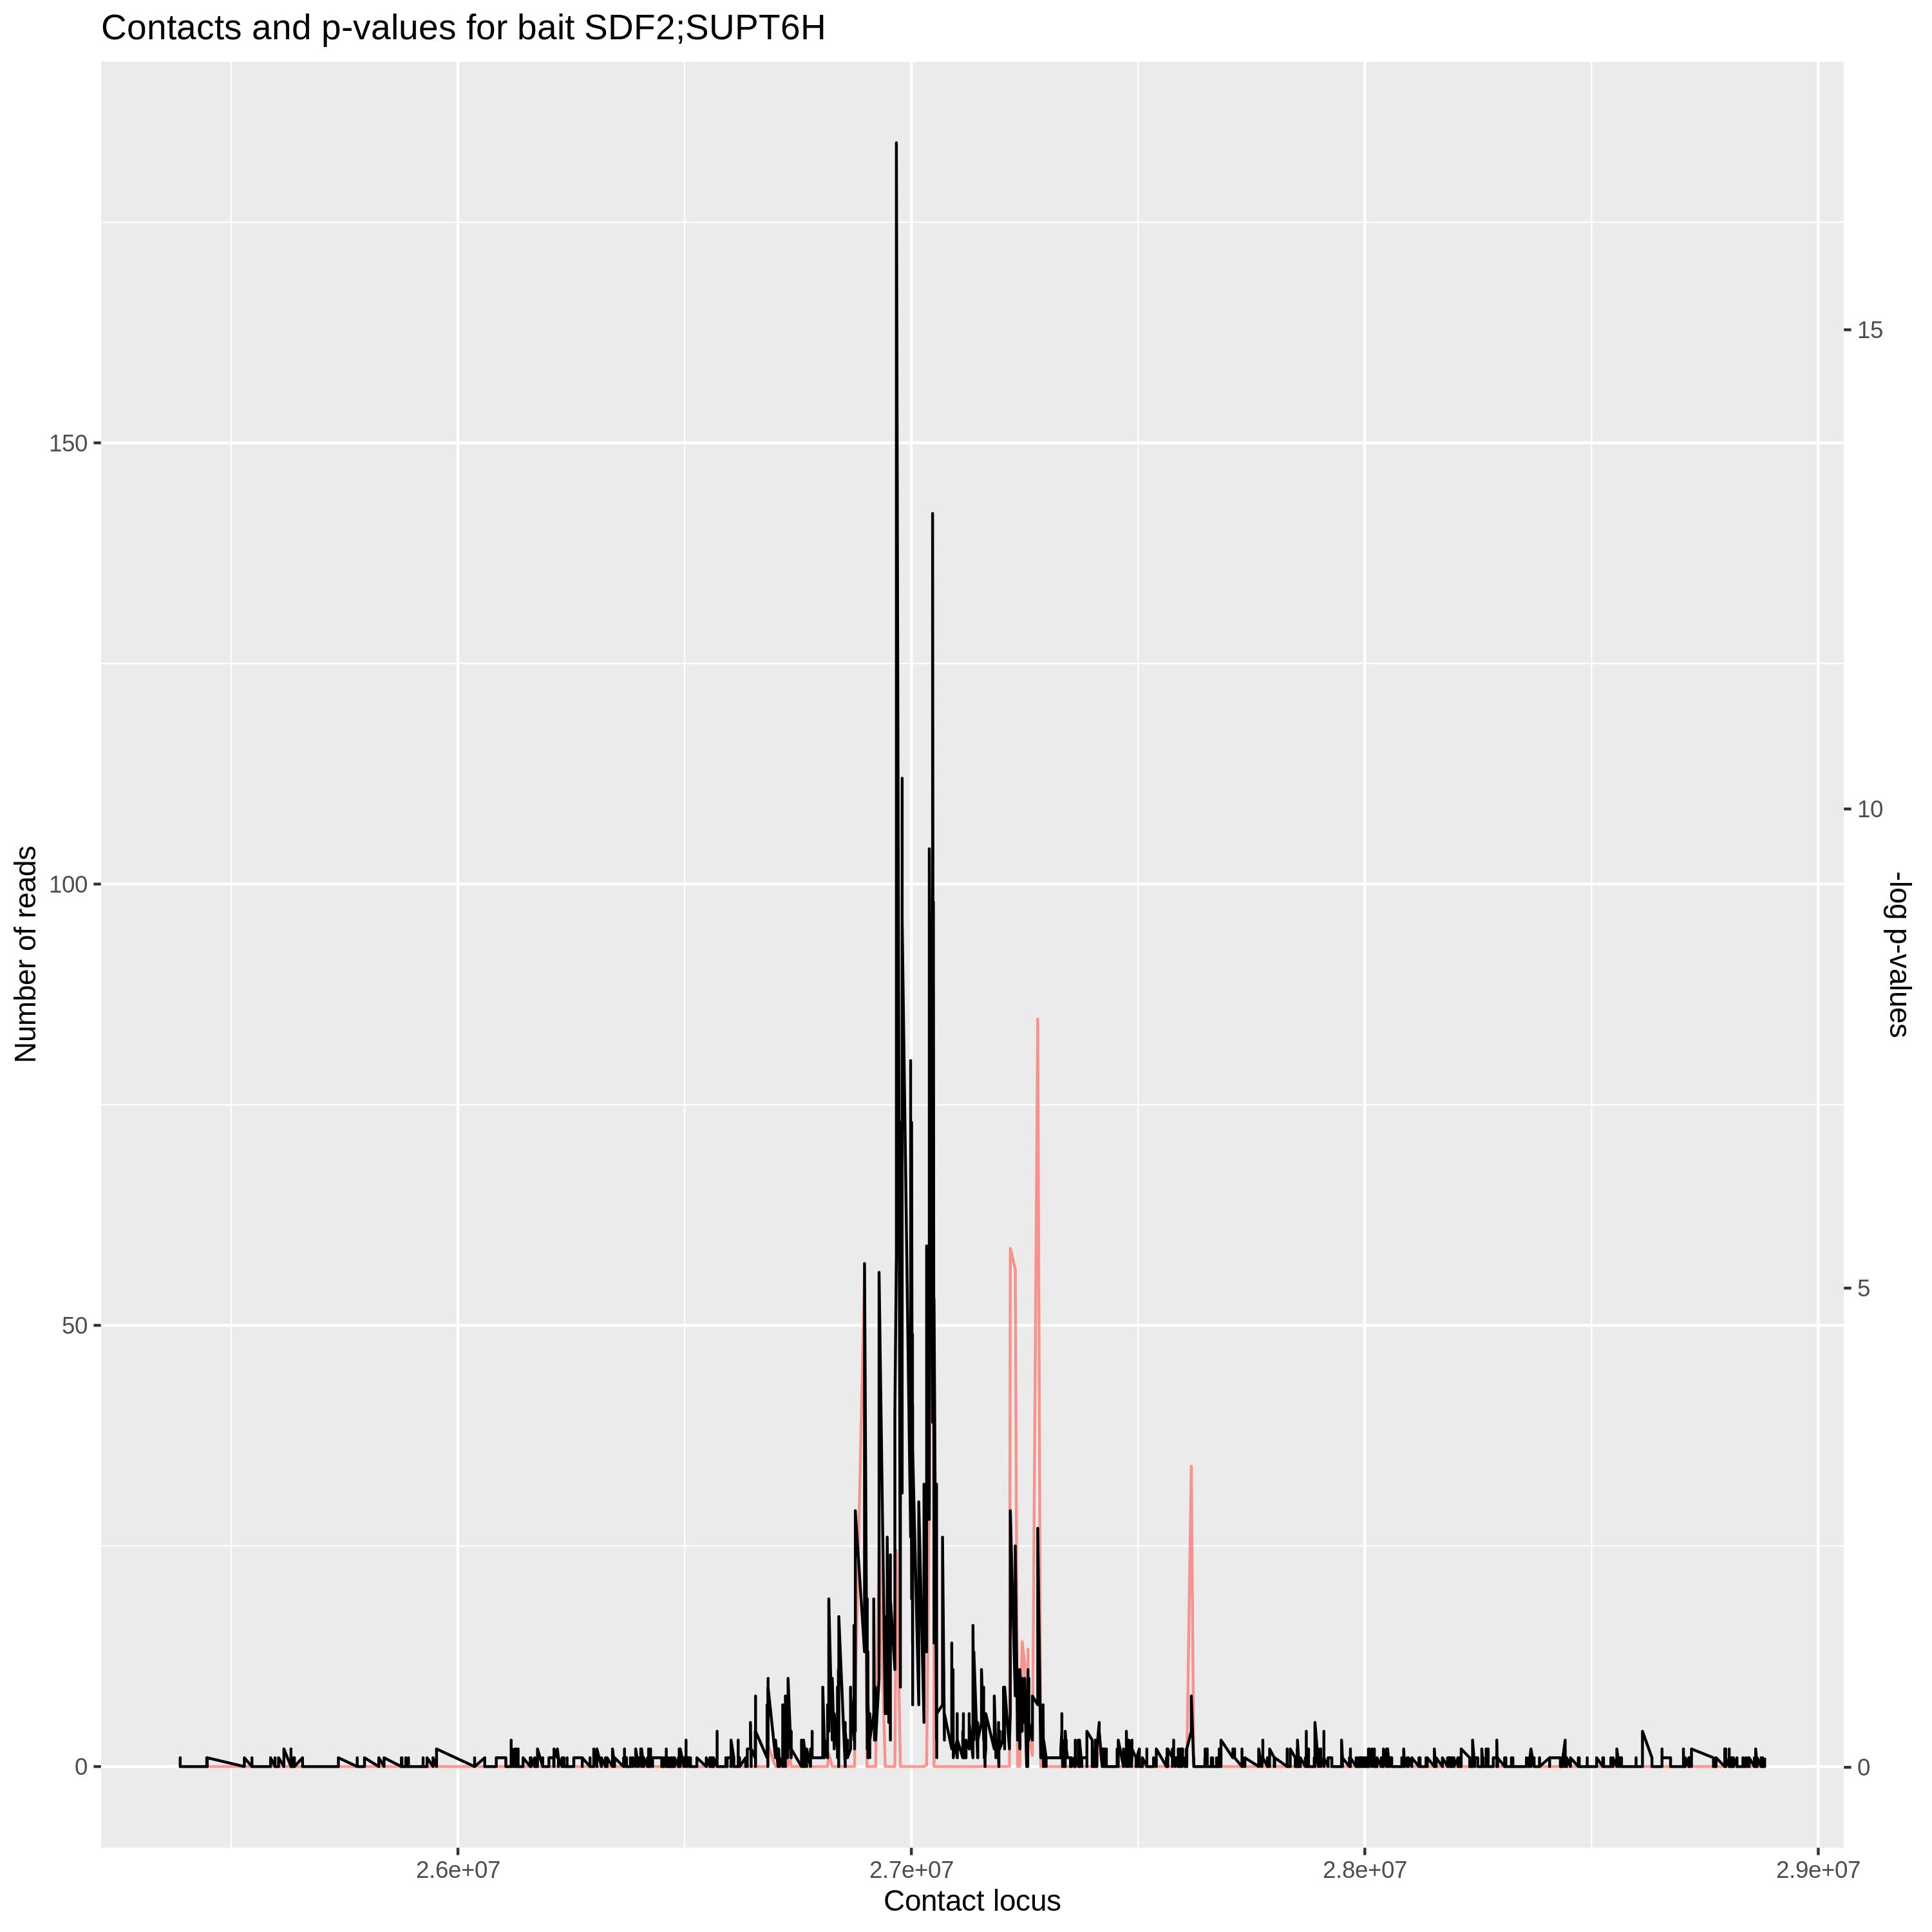 Contacts and p-values for bait SDF2;SUPT6H
150
100
50
0
Number of reads
15
10
5
0
-log p-values
2.6e+07
2.7e+07
2.8e+07
2.9e+07
Contact locus